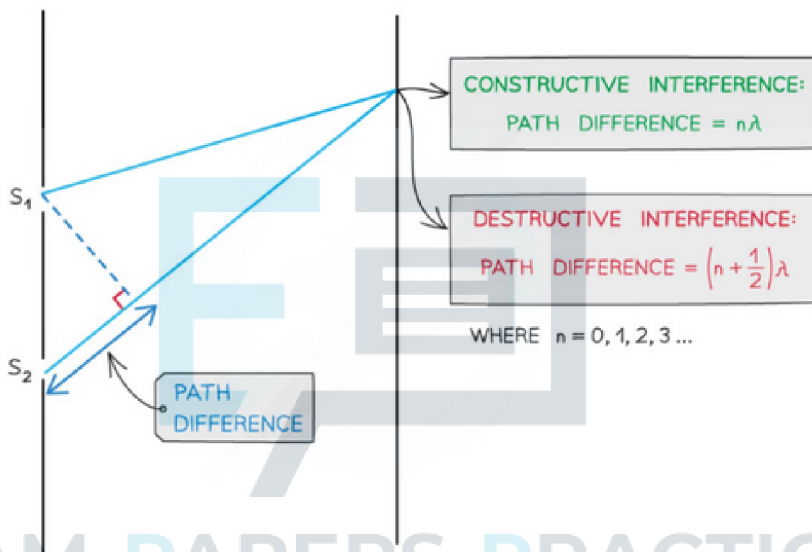 S₁
S₂
PATH
DIFFERENCE
CONSTRUCTIVE INTERFERENCE:
PATH DIFFERENCE = nλ
DESTRUCTIVE INTERFERENCE:
PATH DIFFERENCE = (n + 1/2)λ
WHERE n = 0, 1, 2, 3 ...
PAPERS